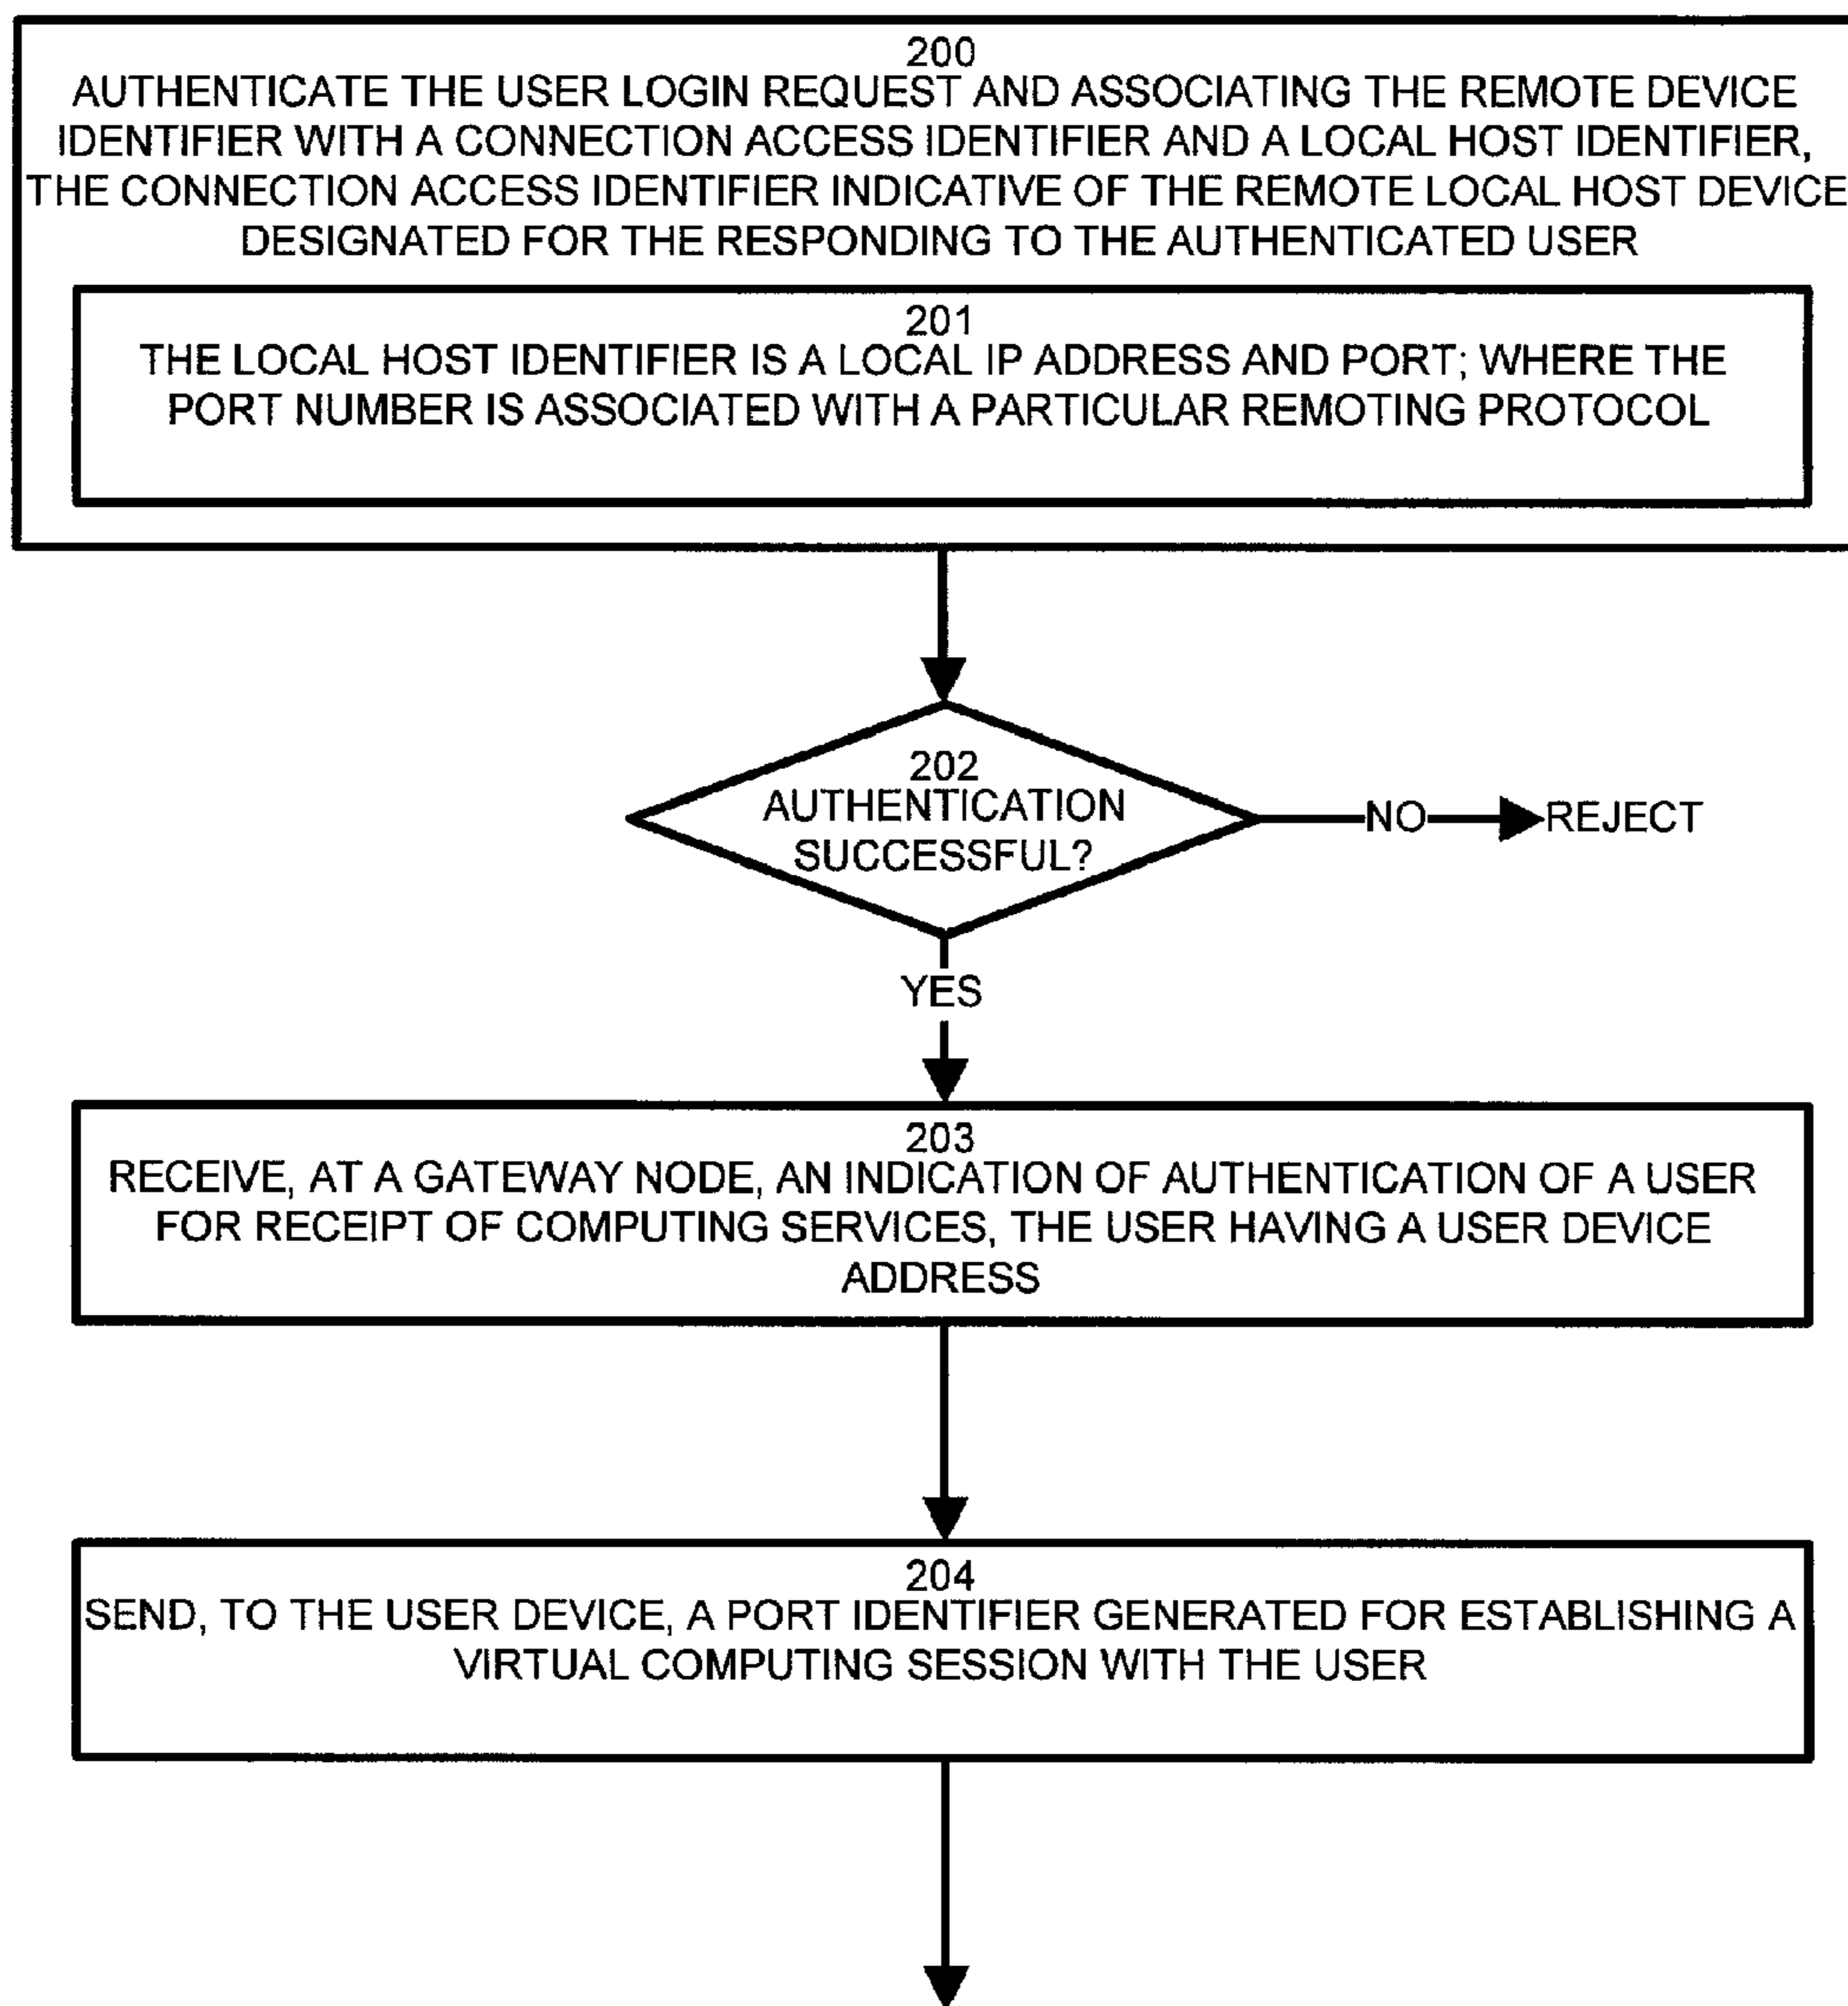 200
AUTHENTICATE THE USER LOGIN REQUEST AND ASSOCIATING THE REMOTE DEVICE
IDENTIFIER WITH A CONNECTION ACCESS IDENTIFIER AND A LOCAL HOST IDENTIFIER,
THE CONNECTION ACCESS IDENTIFIER INDICATIVE OF THE REMOTE LOCAL HOST DEVICE
DESIGNATED FOR THE RESPONDING TO THE AUTHENTICATED USER
201
THE LOCAL HOST IDENTIFIER IS A LOCAL IP ADDRESS AND PORT; WHERE THE
PORT NUMBER IS ASSOCIATED WITH A PARTICULAR REMOTING PROTOCOL
202
AUTHENTICATION
SUCCESSFUL?
NO
REJECT
YES
203
RECEIVE, AT A GATEWAY NODE, AN INDICATION OF AUTHENTICATION OF A USER
FOR RECEIPT OF COMPUTING SERVICES, THE USER HAVING A USER DEVICE
ADDRESS
204
SEND, TO THE USER DEVICE, A PORT IDENTIFIER GENERATED FOR ESTABLISHING A
VIRTUAL COMPUTING SESSION WITH THE USER